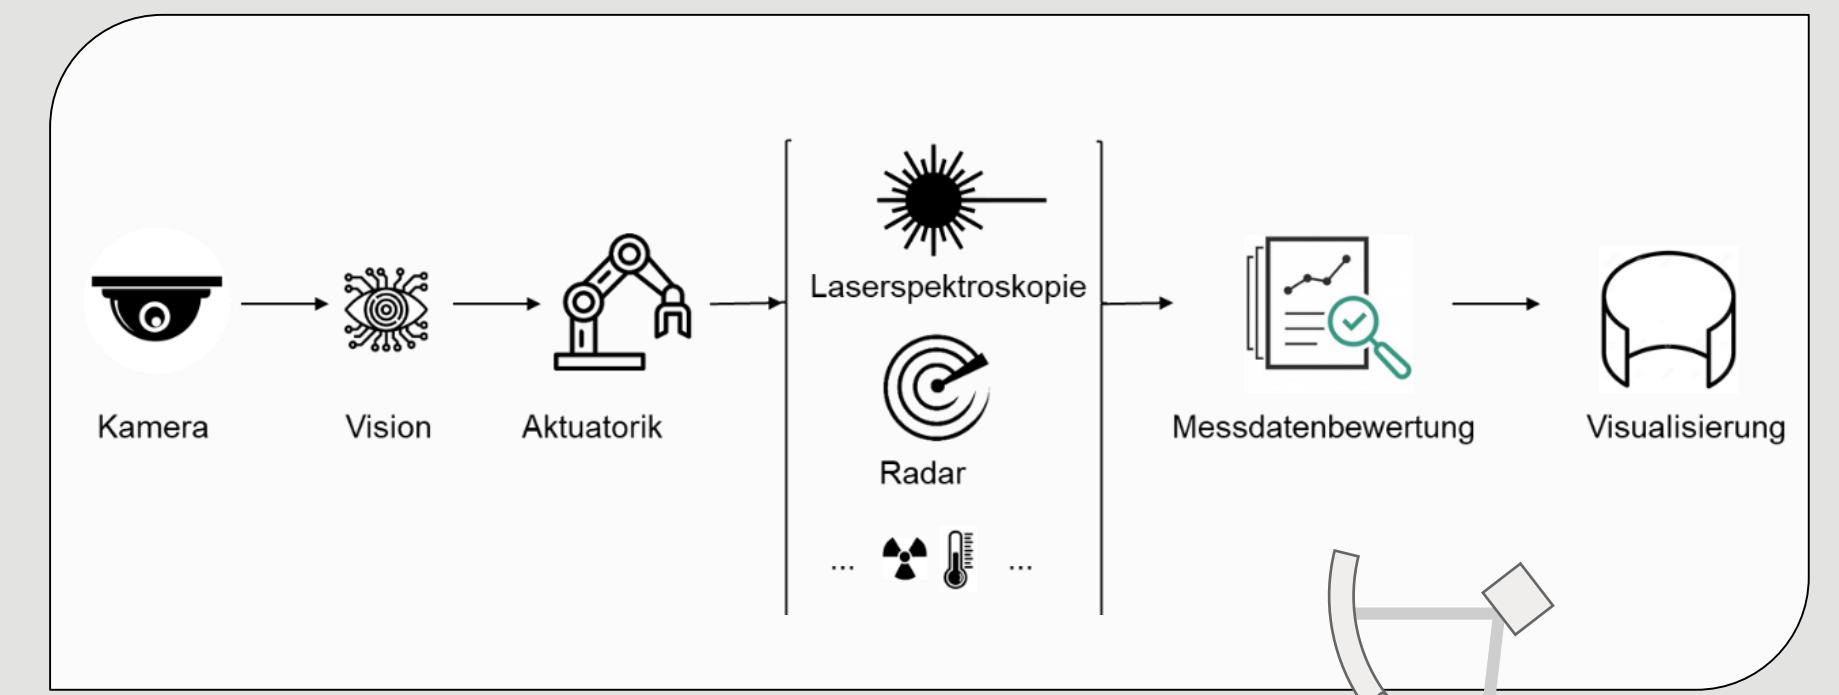 Kamera
Vision
Aktuatorik
Laserspektroskopie
Radar
... ...
Messdatenbewertung
Visualisierung